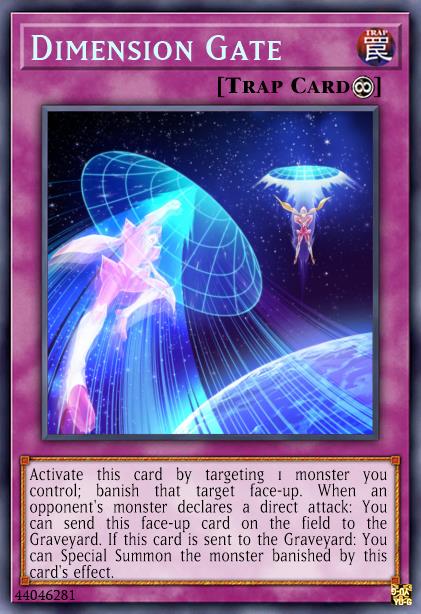 DIMENSION GATE
TRAP
罠
[TRAP CARD]
Activate this card by targeting 1 monster you
control; banish that target face-up. When an
opponent's monster declares a direct attack: You
can send this face-up card on the field to the
Graveyard. If this card is sent to the Graveyard: You
can Special Summon the monster banished by this
card's effect.
44046281